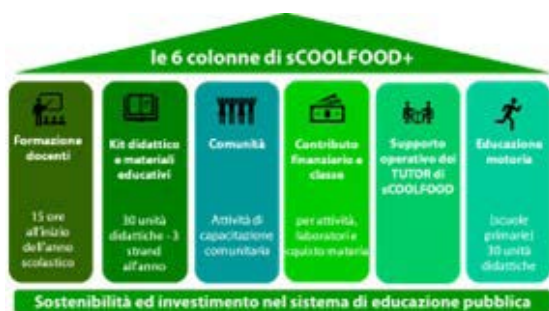 le 6 colonne di sCOOLFOOD+
Formazione
docenti
15 ore
all'inizio
dell'anno
scolastico
Kit didattico
e materiali
educativi
30 unità
didattiche - 3
strand
all'anno
Comunità
Attività di
capacitazione
comunitaria
Contributo
finanziario e
classe
per attività,
laboratori e
cquisto materia
Supporto
operativo dei
TUTOR di
sCOOLFOOD
Educazione
motoria
(scuole
primarie)
30 unità
didattiche
Sostenibilità ed investimento nel sistema di educazione pubblica